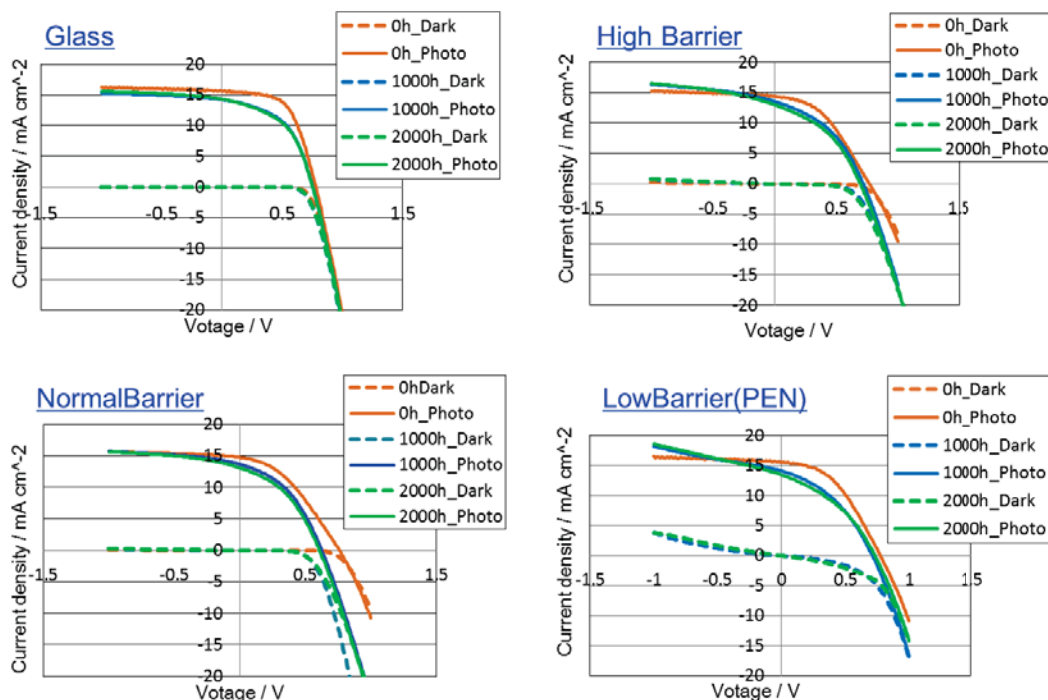 Glass
0h_Dark
0h_Photo
1000h_Dark
1000h_Photo
2000h_Dark
2000h_Photo
Current density / mA cm^-2
20
15
10
5
0
-5
-10
-15
-20
-1.5 -0.5 0.5 1.5
Votage / V
High Barrier
0h_Dark
0h_Photo
1000h_Dark
1000h_Photo
2000h_Dark
2000h_Photo
Current density / mA cm^-2
20
15
10
5
0
-5
-10
-15
-20
-1.5 -0.5 0.5 1.5
Votage / V
NormalBarrier
0hDark
0h_Photo
1000h_Dark
1000h_Photo
2000h_Dark
2000h_Photo
Current density / mA cm^-2
20
15
10
5
0
-5
-10
-15
-20
-1.5 -0.5 0.5 1.5
Votage / V
LowBarrier(PEN)
0h_Dark
0h_Photo
1000h_Dark
1000h_Photo
2000h_Dark
2000h_Photo
Current density / mA cm^-2
20
15
10
5
0
-5
-10
-15
-20
-1.5 -1 -0.5 0 0.5 1 1.5
Votage / V